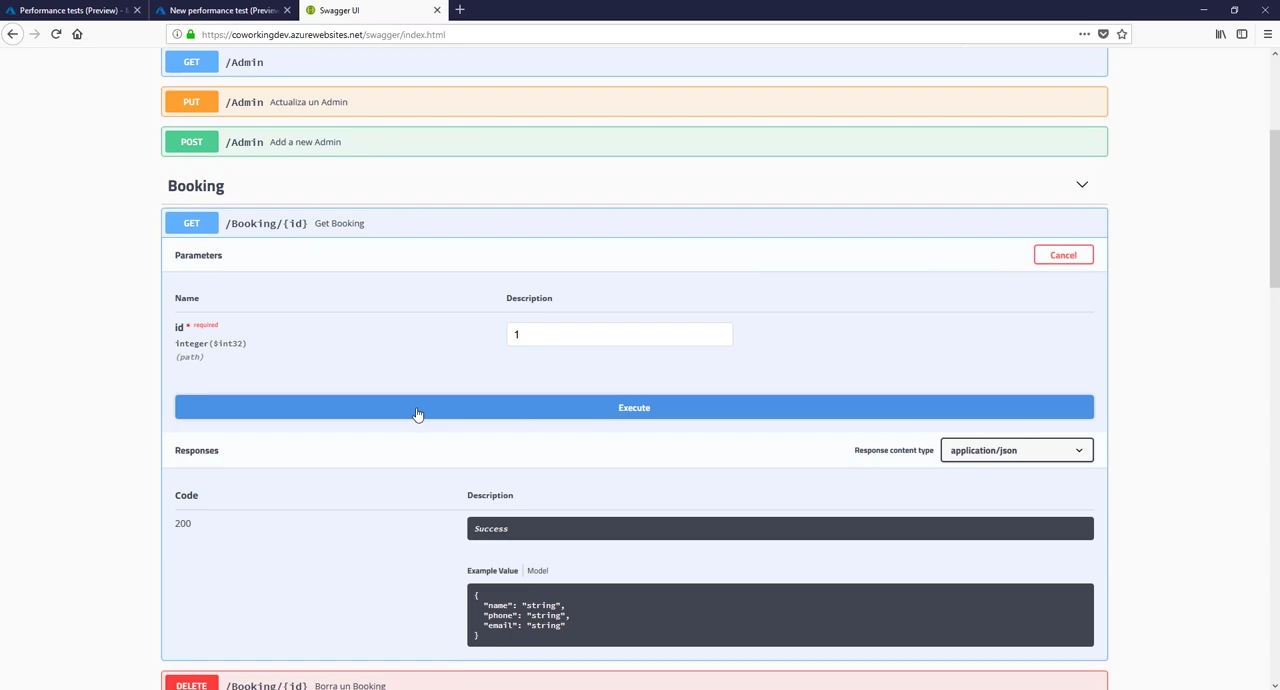 Performance tests (Preview) -
New performance test (Preview
Swagger UI
https://coworkingdev.azurewebsites.net/swagger/index.html
GET /Admin
PUT /Admin Actualiza un Admin
POST /Admin Add a new Admin
Booking
GET /Booking/{id} Get Booking
Parameters Cancel
Name Description
id * required
integer($int32)
(path)
1
Execute
Responses Response content type application/json
Code Description
200 Success
Example Value Model
{
"name": "string",
"phone": "string",
"email": "string"
}
DELETE /Booking/{id} Borra un Booking